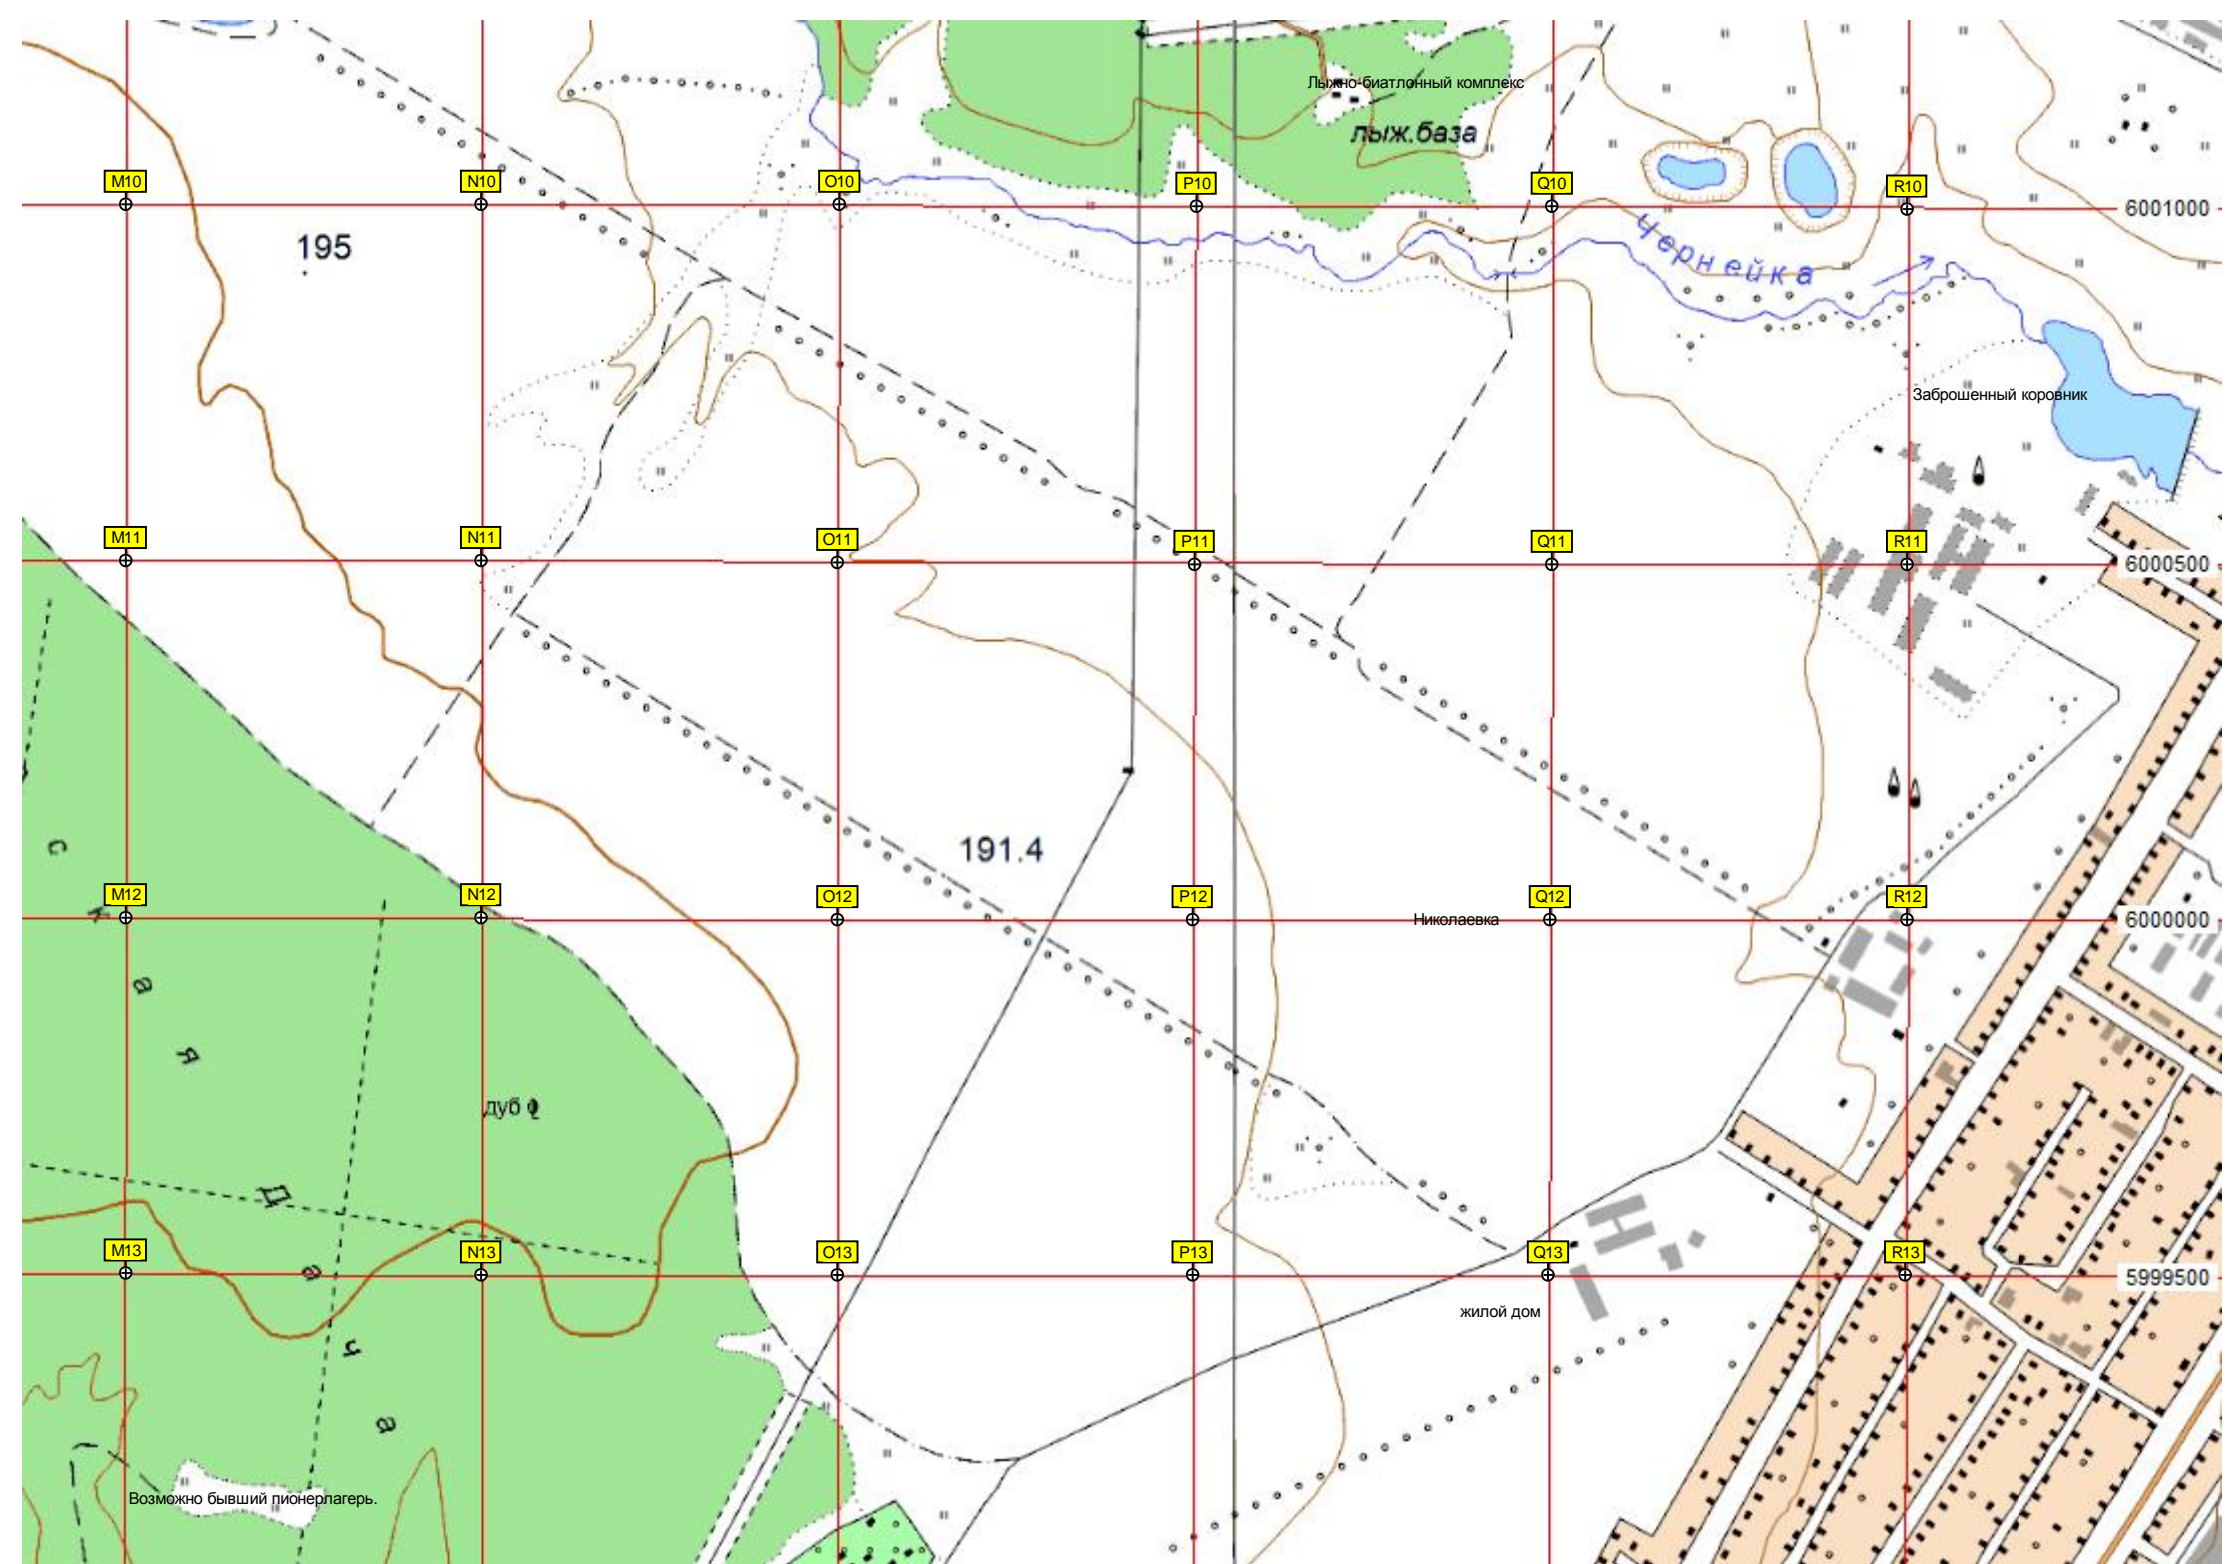 Лыжно-биатлонный комплекс
лыж.база
M10
N10
O10
P10
Q10
R10
6001000
195
Чернейка
Заброшенный коровник
M11
N11
O11
P11
Q11
R11
6000500
191.4
M12
N12
O12
P12
Николаевка
Q12
R12
6000000
с
к
а
я
дуб
Д
а
ч
а
M13
N13
O13
P13
Q13
R13
5999500
жилой дом
Возможно бывший пионерлагерь.